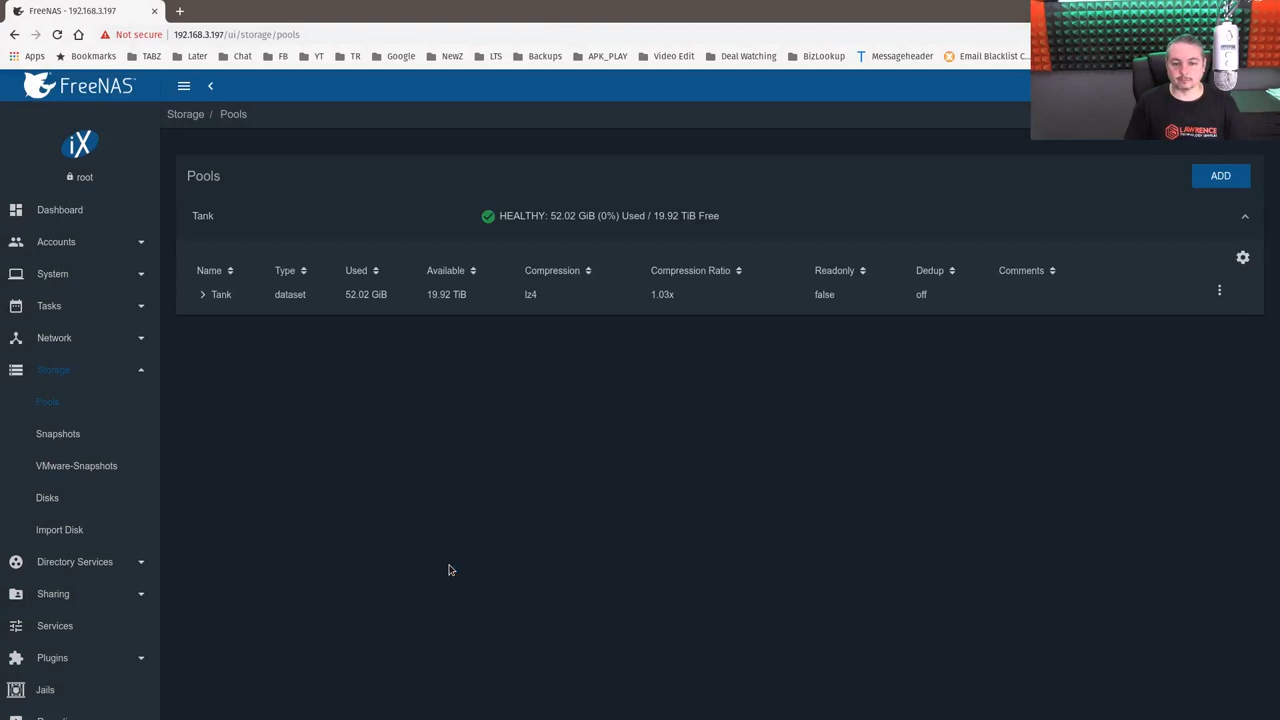 FreeNAS - 192.168.3.197
Not secure 192.168.3.197/ui/storage/pools
Apps Bookmarks TABZ Later Chat FB YT TR Google NewZ LTS Backups APK_PLAY Video Edit Deal Watching BizLookup Messageheader Email Blacklist C...
FreeNAS
Storage / Pools
iX
root
Pools
ADD
Tank HEALTHY: 52.02 GiB (0%) Used / 19.92 TiB Free
Name Type Used Available Compression Compression Ratio Readonly Dedup Comments
Tank dataset 52.02 GiB 19.92 TiB lz4 1.03x false off
Dashboard
Accounts
System
Tasks
Network
Storage
Pools
Snapshots
VMware-Snapshots
Disks
Import Disk
Directory Services
Sharing
Services
Plugins
Jails
LAWRENCE